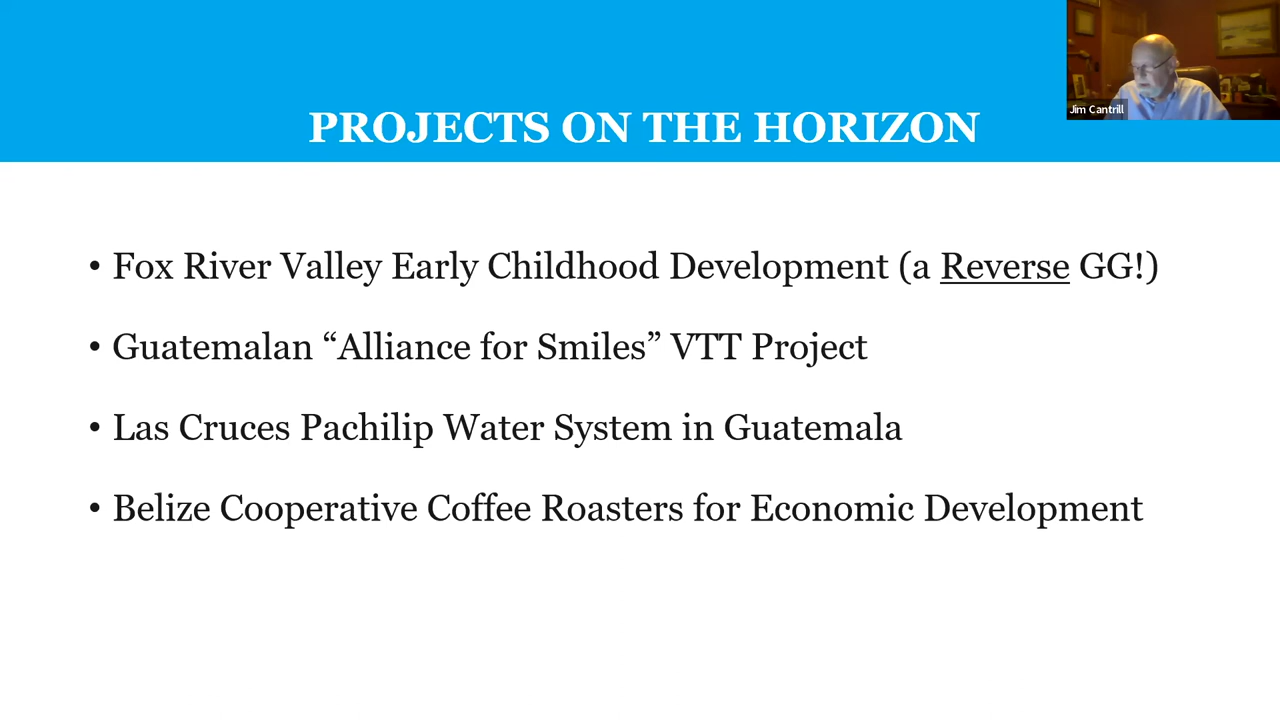 Jim Cantrill
PROJECTS ON THE HORIZON
• Fox River Valley Early Childhood Development (a Reverse GG!)
• Guatemalan “Alliance for Smiles” VTT Project
• Las Cruces Pachilip Water System in Guatemala
• Belize Cooperative Coffee Roasters for Economic Development